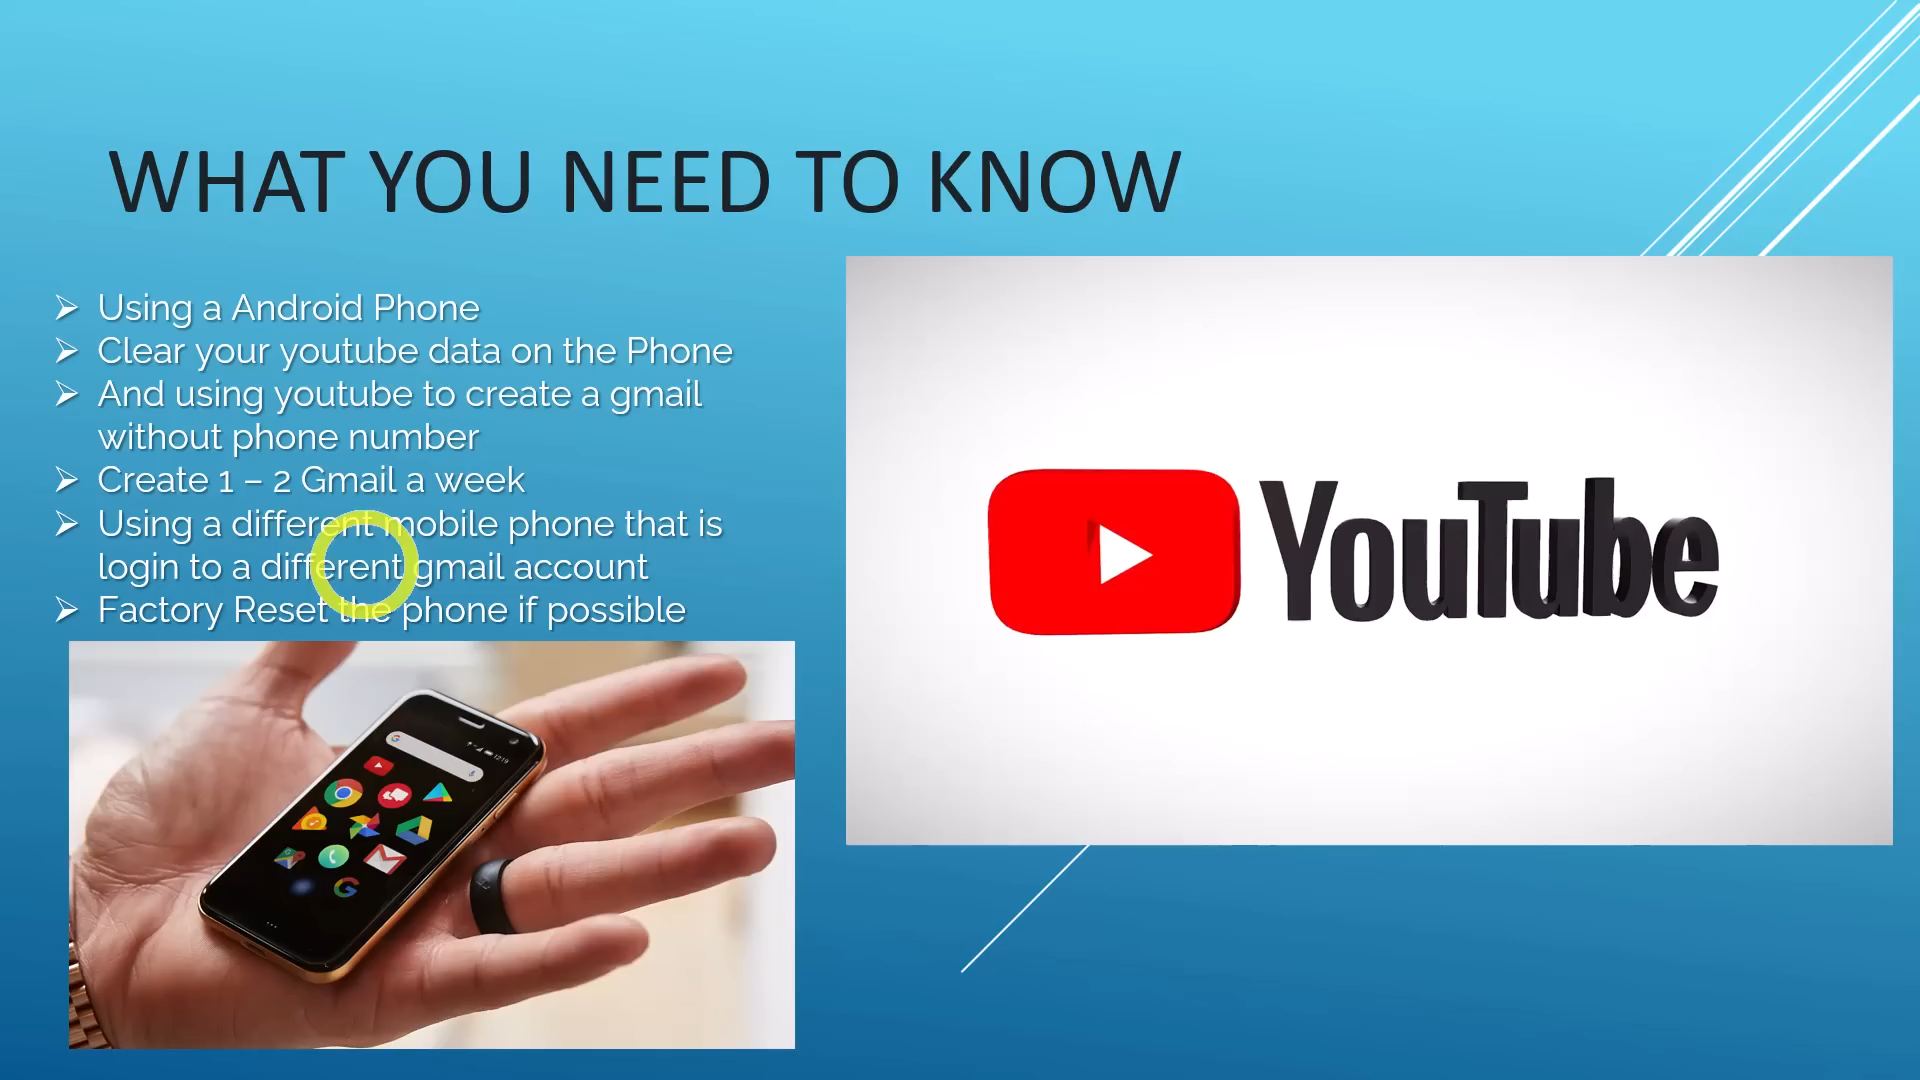 WHAT YOU NEED TO KNOW
Using a Android Phone
Clear your youtube data on the Phone
And using youtube to create a gmail
without phone number
Create 1 – 2 Gmail a week
Using a different mobile phone that is
login to a different gmail account
Factory Reset the phone if possible
YouTube
12:19